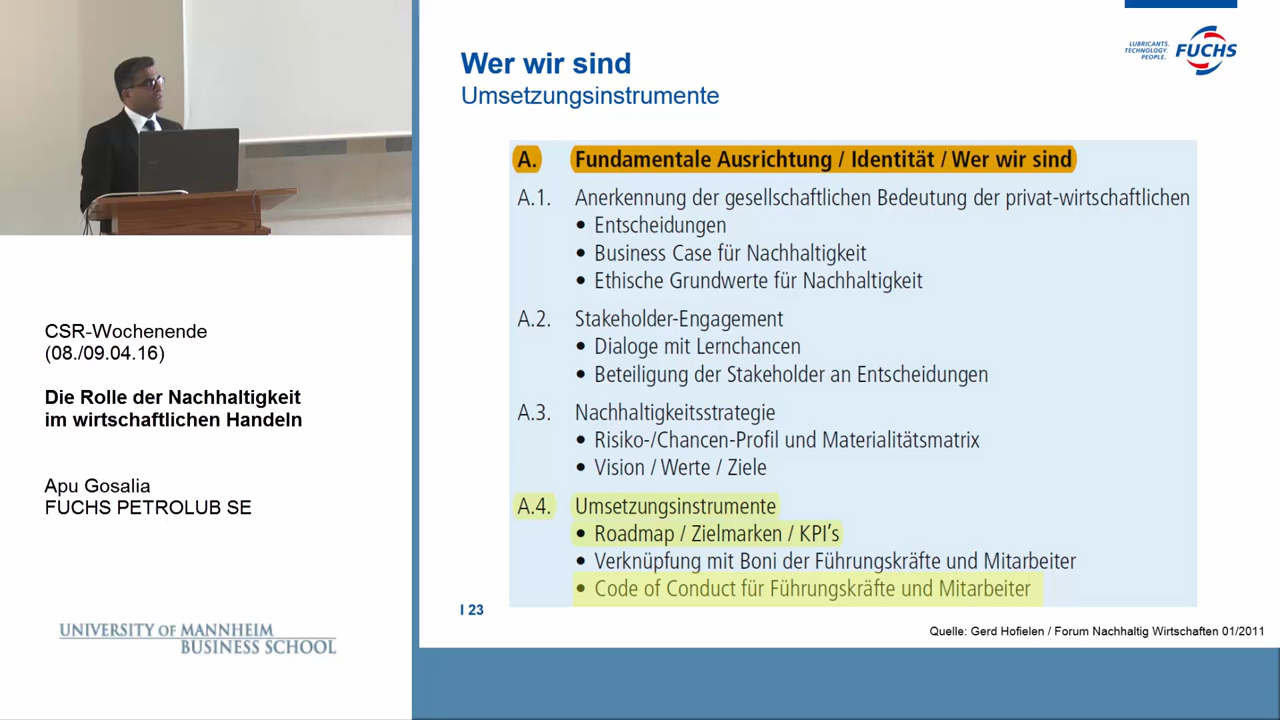 CSR-Wochenende
(08./09.04.16)
Die Rolle der Nachhaltigkeit
im wirtschaftlichen Handeln
Apu Gosalia
FUCHS PETROLUB SE
UNIVERSITY OF MANNHEIM
BUSINESS SCHOOL
LUBRICANTS.
TECHNOLOGY.
PEOPLE.
FUCHS
Wer wir sind
Umsetzungsinstrumente
A. Fundamentale Ausrichtung / Identität / Wer wir sind
A.1. Anerkennung der gesellschaftlichen Bedeutung der privat-wirtschaftlichen
• Entscheidungen
• Business Case für Nachhaltigkeit
• Ethische Grundwerte für Nachhaltigkeit
A.2. Stakeholder-Engagement
• Dialoge mit Lernchancen
• Beteiligung der Stakeholder an Entscheidungen
A.3. Nachhaltigkeitsstrategie
• Risiko-/Chancen-Profil und Materialitätsmatrix
• Vision / Werte / Ziele
A.4. Umsetzungsinstrumente
• Roadmap / Zielmarken / KPI's
• Verknüpfung mit Boni der Führungskräfte und Mitarbeiter
• Code of Conduct für Führungskräfte und Mitarbeiter
I 23
Quelle: Gerd Hofielen / Forum Nachhaltig Wirtschaften 01/2011